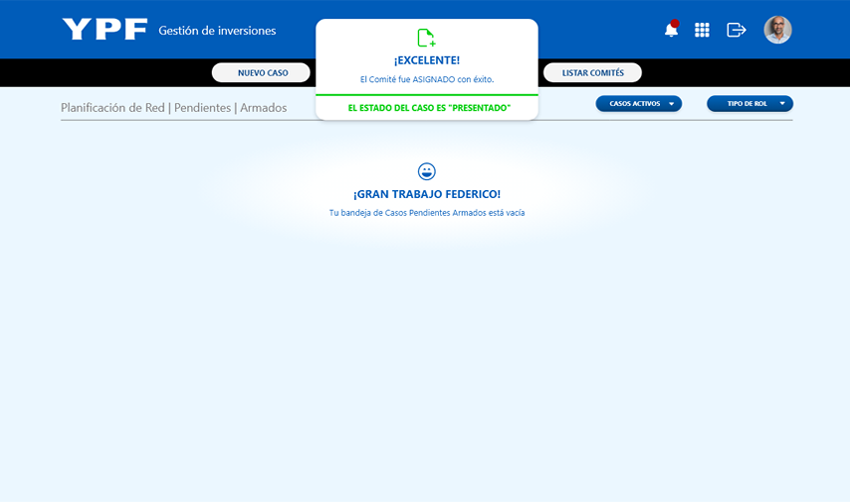 YPF Gestión de inversiones
¡EXCELENTE!
El Comité fue ASIGNADO con éxito.
EL ESTADO DEL CASO ES "PRESENTADO"
NUEVO CASO
LISTAR COMITÉS
Planificación de Red | Pendientes | Armados
CASOS ACTIVOS
TIPO DE ROL
¡GRAN TRABAJO FEDERICO!
Tu bandeja de Casos Pendientes Armados está vacía